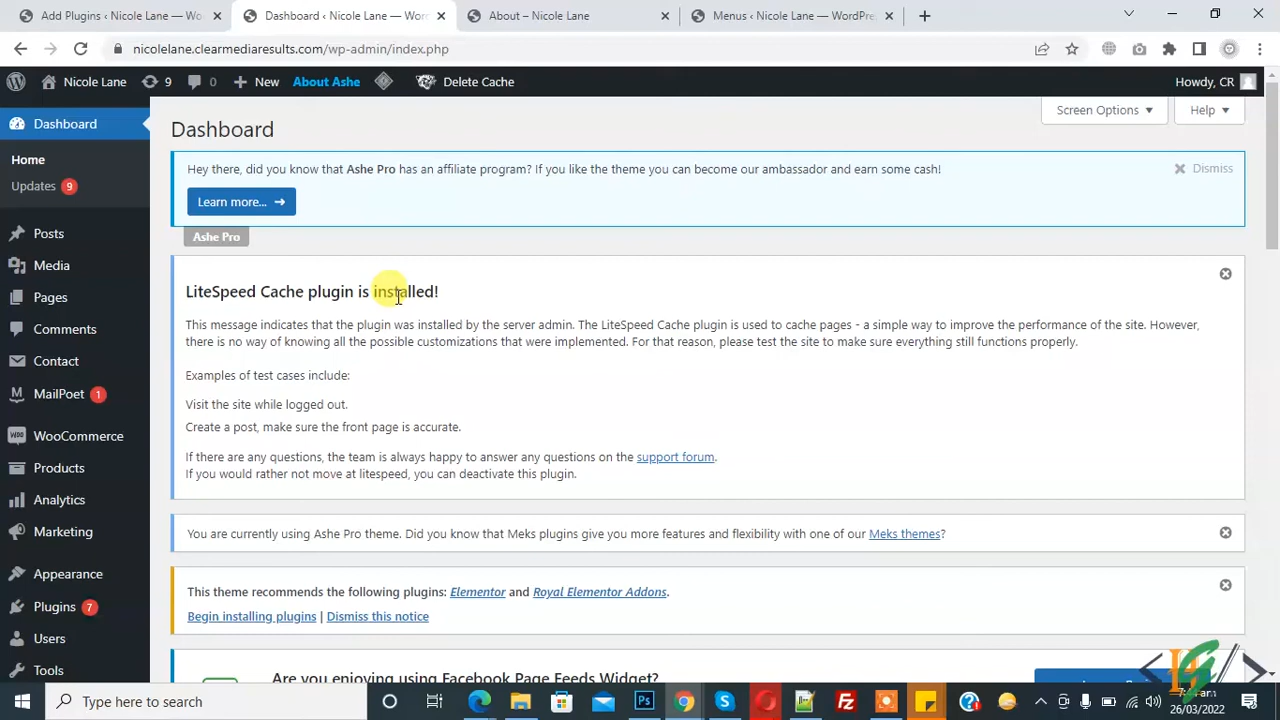 Add Plugins ‹ Nicole Lane — Wo
Dashboard ‹ Nicole Lane — Wor
About – Nicole Lane
Menus ‹ Nicole Lane — WordPre
nicolelane.clearmediaresults.com/wp-admin/index.php
Nicole Lane 9 0 New About Ashe Delete Cache Howdy, CR
Dashboard
Home
Updates 9
Posts
Media
Pages
Comments
Contact
MailPoet 1
WooCommerce
Products
Analytics
Marketing
Appearance
Plugins 7
Users
Tools
Screen Options Help
Dashboard
Hey there, did you know that Ashe Pro has an affiliate program? If you like the theme you can become our ambassador and earn some cash!
Dismiss
Learn more...
Ashe Pro
LiteSpeed Cache plugin is installed!
This message indicates that the plugin was installed by the server admin. The LiteSpeed Cache plugin is used to cache pages - a simple way to improve the performance of the site. However,
there is no way of knowing all the possible customizations that were implemented. For that reason, please test the site to make sure everything still functions properly.
Examples of test cases include:
Visit the site while logged out.
Create a post, make sure the front page is accurate.
If there are any questions, the team is always happy to answer any questions on the support forum.
If you would rather not move at litespeed, you can deactivate this plugin.
You are currently using Ashe Pro theme. Did you know that Meks plugins give you more features and flexibility with one of our Meks themes?
This theme recommends the following plugins: Elementor and Royal Elementor Addons.
Begin installing plugins | Dismiss this notice
Are you enjoying using Facebook Page Feeds Widget?
Type here to search
26/03/2022